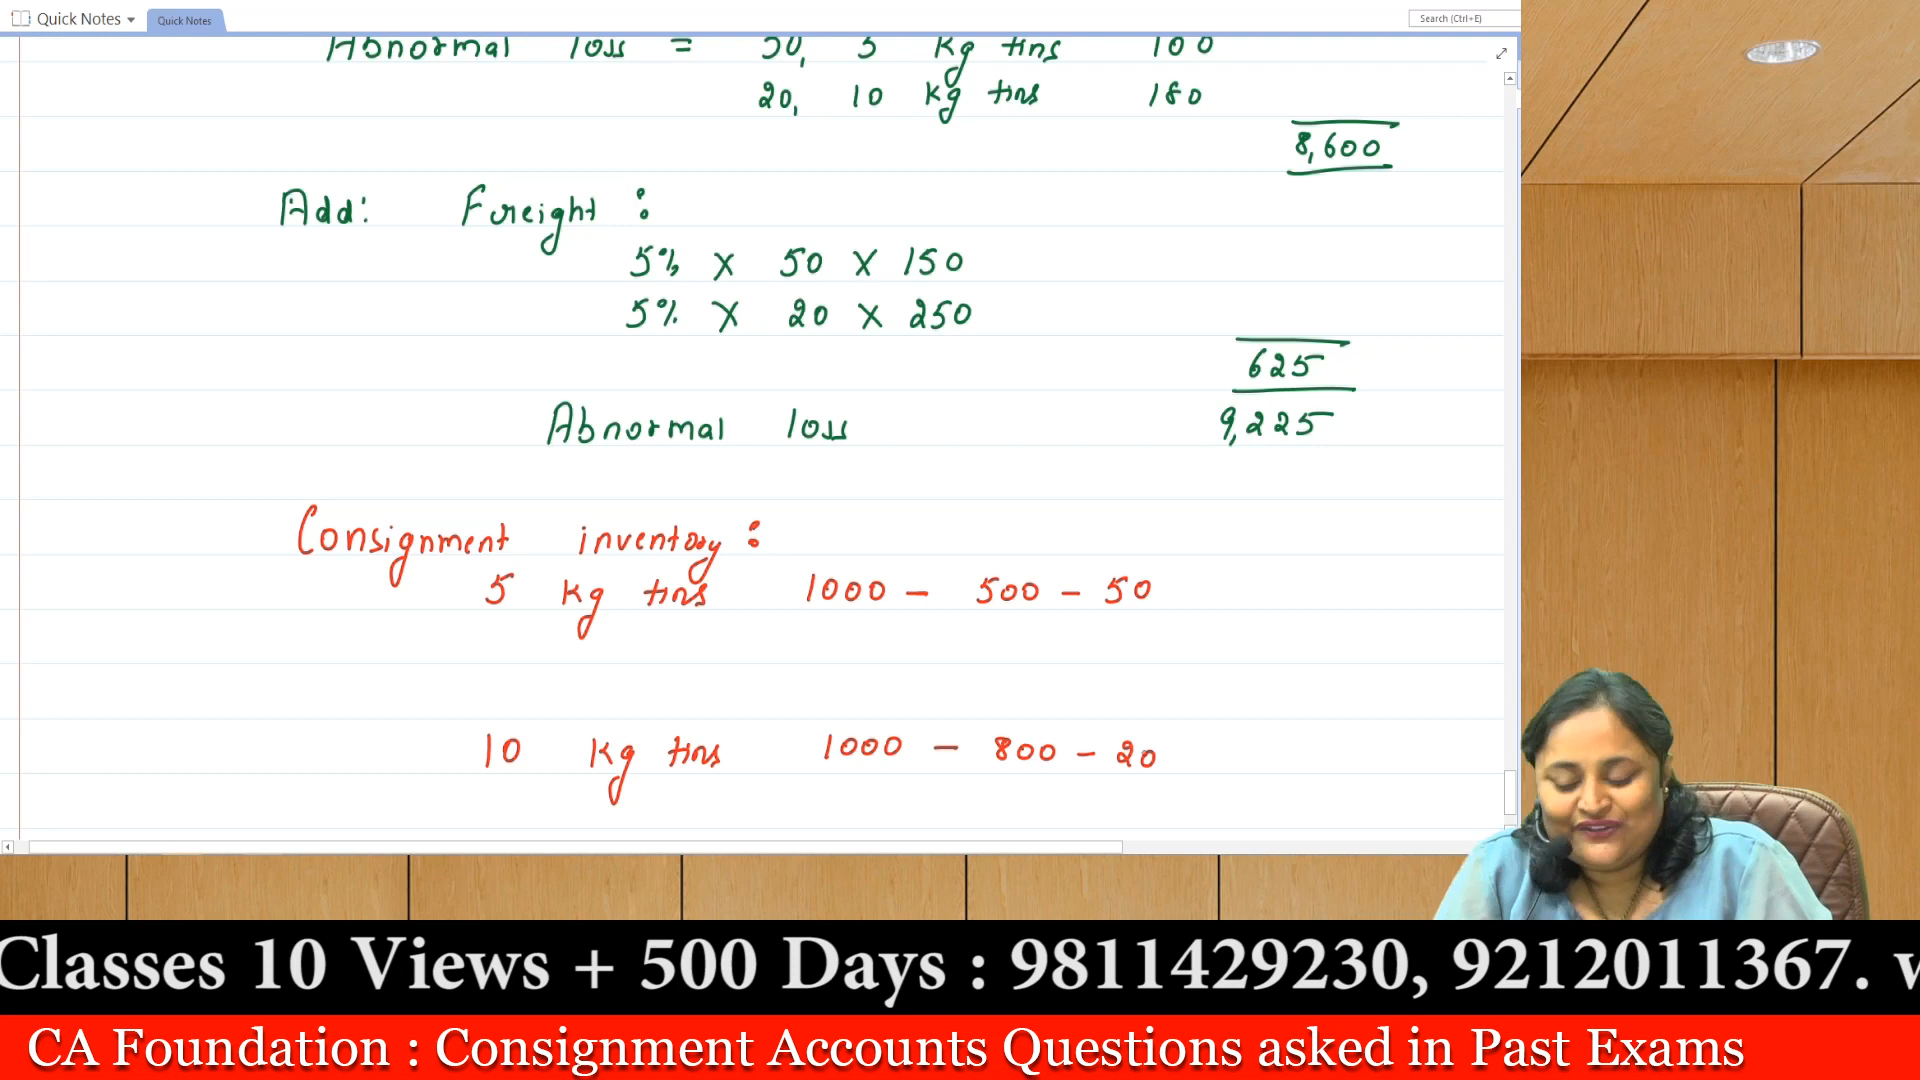 Quick Notes
Quick Notes
Search (Ctrl+E)
Abnormal loss = 50, 5 kg tins 100
20, 10 kg tins 180
8,600
Add: Freight :
5% X 50 X 150
5% X 20 X 250
625
Abnormal loss 9,225
Consignment inventory :
5 kg tins 1000 - 500 - 50
10 kg tins 1000 - 800 - 20
Classes 10 Views + 500 Days : 9811429230, 9212011367.
CA Foundation : Consignment Accounts Questions asked in Past Exams